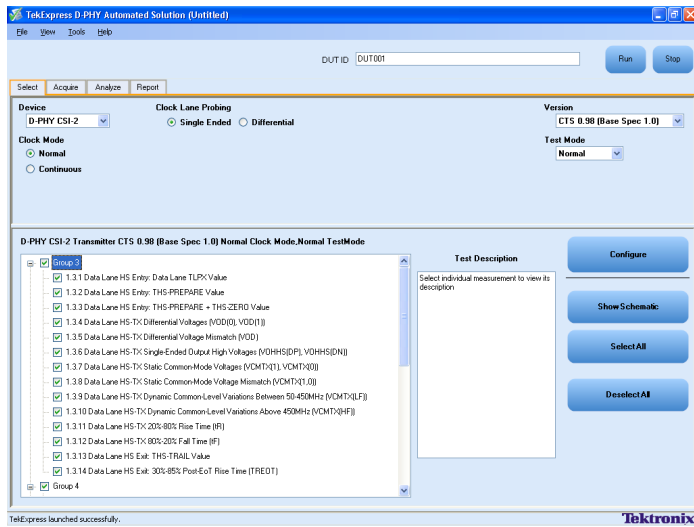 TekExpress D-PHY Automated Solution (Untitled)
File View Tools Help
DUT ID DUT001 Run Stop
Select Acquire Analyze Report
Device Clock Lane Probing Version
D-PHY CSI-2 Single Ended Differential CTS 0.98 (Base Spec 1.0)
Clock Mode Test Mode
Normal Normal
Continuous
D-PHY CSI-2 Transmitter CTS 0.98 (Base Spec 1.0) Normal Clock Mode,Normal TestMode
Group 3
1.3.1 Data Lane HS Entry: Data Lane TLPX Value
1.3.2 Data Lane HS Entry: THS-PREPARE Value
1.3.3 Data Lane HS Entry: THS-PREPARE + THS-ZERO Value
1.3.4 Data Lane HS-TX Differential Voltages (VOD(0), VOD(1))
1.3.5 Data Lane HS-TX Differential Voltage Mismatch (VOD)
1.3.6 Data Lane HS-TX Single-Ended Output High Voltages (VOHHS(DP), VOHHS(DN))
1.3.7 Data Lane HS-TX Static Common-Mode Voltages (VCMTX(1), VCMTX(0))
1.3.8 Data Lane HS-TX Static Common-Mode Voltage Mismatch (VCMTX(1,0))
1.3.9 Data Lane HS-TX Dynamic Common-Level Variations Between 50-450MHz (VCMTX(LF))
1.3.10 Data Lane HS-TX Dynamic Common-Level Variations Above 450MHz (VCMTX(HF))
1.3.11 Data Lane HS-TX 20%-80% Rise Time (tR)
1.3.12 Data Lane HS-TX 80%-20% Fall Time (tF)
1.3.13 Data Lane HS Exit: THS-TRAIL Value
1.3.14 Data Lane HS Exit: 30%-85% Post-EoT Rise Time (TREOT)
Group 4
Test Description
Select individual measurement to view its
description
Configure
Show Schematic
Select All
Deselect All
TekExpress launched successfully.
Tektronix